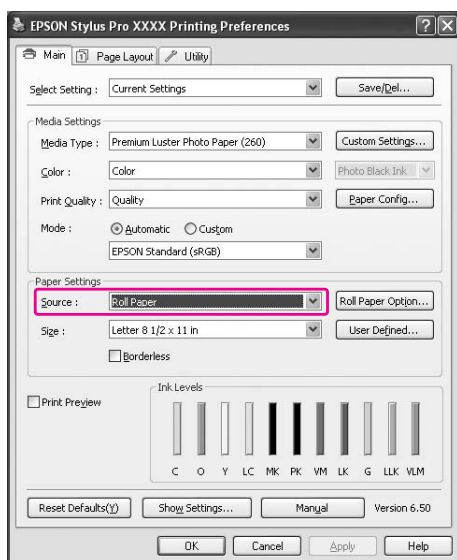 EPSON Stylus Pro XXXX Printing Preferences
Main Page Layout Utility
Select Setting : Current Settings Save/Del...
Media Settings
Media Type : Premium Luster Photo Paper (260) Custom Settings...
Color : Color Photo Black Ink
Print Quality : Quality Paper Config...
Mode : Automatic Custom
EPSON Standard (sRGB)
Paper Settings
Source : Roll Paper Roll Paper Option...
Size : Letter 8 1/2 x 11 in User Defined...
Borderless
Print Preview
Ink Levels
C O Y LC MK PK VM LK G LLK VLM
Reset Defaults(Y) Show Settings... Manual Version 6.50
OK Cancel Apply Help